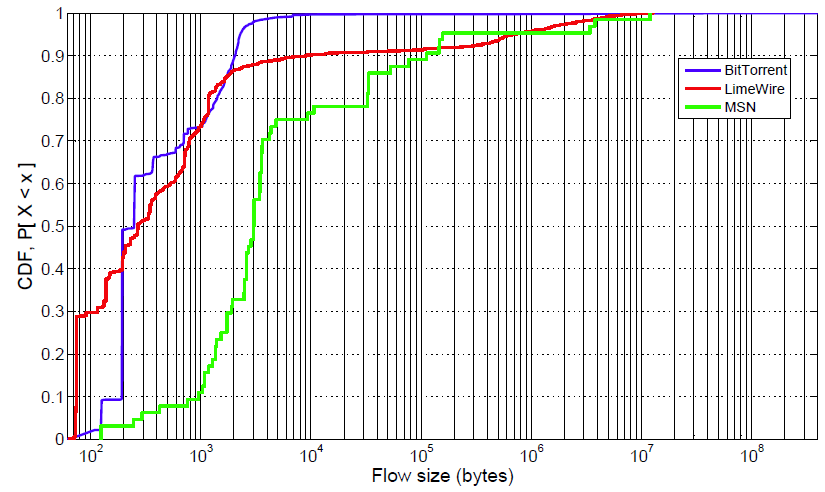 1
0.9
0.8
0.7
0.6
0.5
0.4
0.3
0.2
0.1
0
CDF, P[ X < x ]
BitTorrent
LimeWire
MSN
10^2 10^3 10^4 10^5 10^6 10^7 10^8
Flow size (bytes)